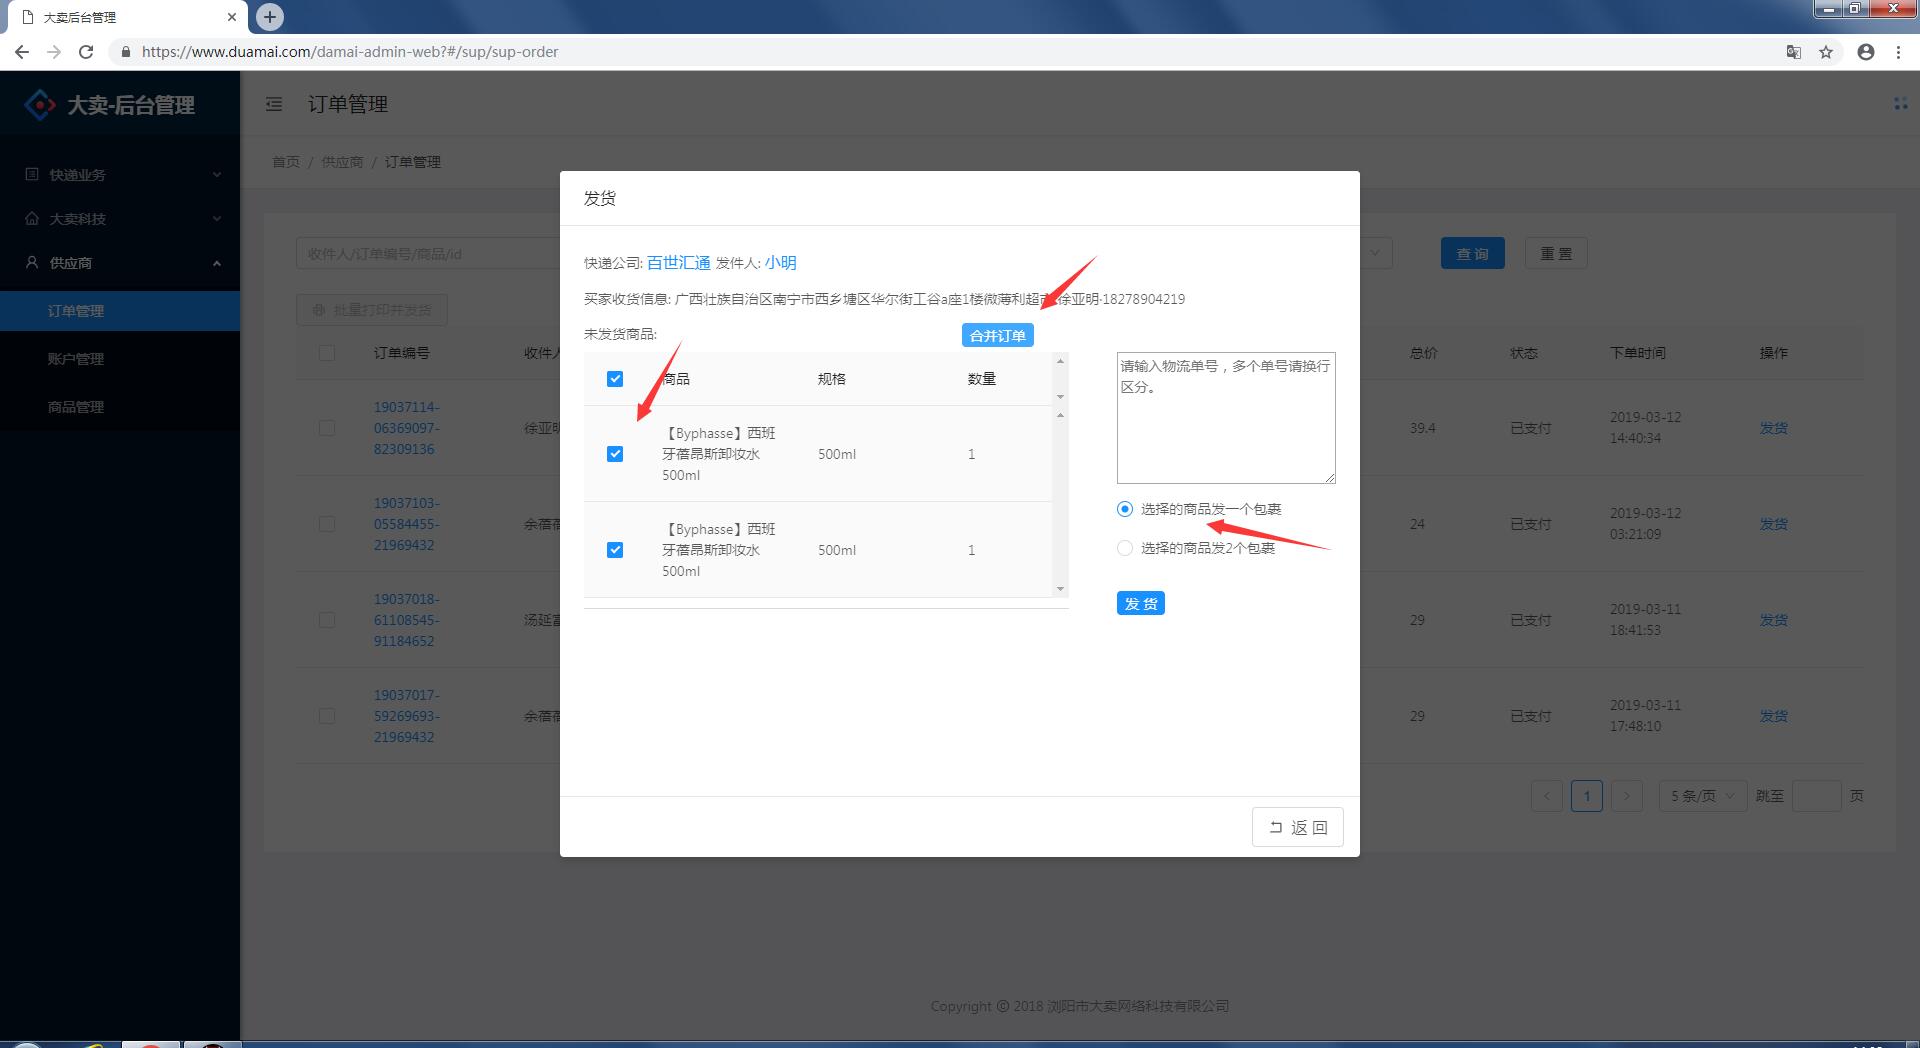 大卖后台管理
https://www.duamai.com/damai-admin-web?#/sup/sup-order
大卖-后台管理
订单管理
快递业务
大卖科技
供应商
订单管理
账户管理
商品管理
首页 / 供应商 / 订单管理
收件人/订单编号/商品/id
查 询
重 置
批量打印并发货
订单编号
收件人
总价
状态
下单时间
操作
19037114-
06369097-
82309136
徐亚明
39.4
已支付
2019-03-12
14:40:34
发货
19037103-
05584455-
21969432
余蓓蓓
24
已支付
2019-03-12
03:21:09
发货
19037018-
61108545-
91184652
汤延富
29
已支付
2019-03-11
18:41:53
发货
19037017-
59269693-
21969432
余蓓蓓
29
已支付
2019-03-11
17:48:10
发货
1
5 条/页
跳至
页
发货
快递公司: 百世汇通 发件人: 小明
买家收货信息: 广西壮族自治区南宁市西乡塘区华尔街工谷a座1楼微薄利超市 徐亚明·18278904219
未发货商品:
合并订单
商品
规格
数量
【Byphasse】西班
牙蓓昂斯卸妆水
500ml
500ml
1
【Byphasse】西班
牙蓓昂斯卸妆水
500ml
500ml
1
请输入物流单号，多个单号请换行
区分。
选择的商品发一个包裹
选择的商品发2个包裹
发 货
返 回
Copyright © 2018 浏阳市大卖网络科技有限公司